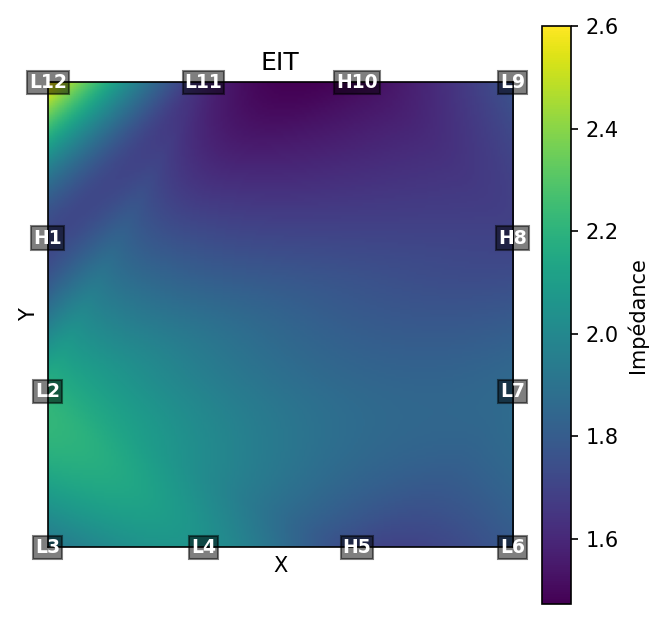 EIT
L12 L11 H10 L9
H1 H8
L2 L7
L3 L4 H5 L6
X
Y
2.6
2.4
2.2
2.0
1.8
1.6
Impédance